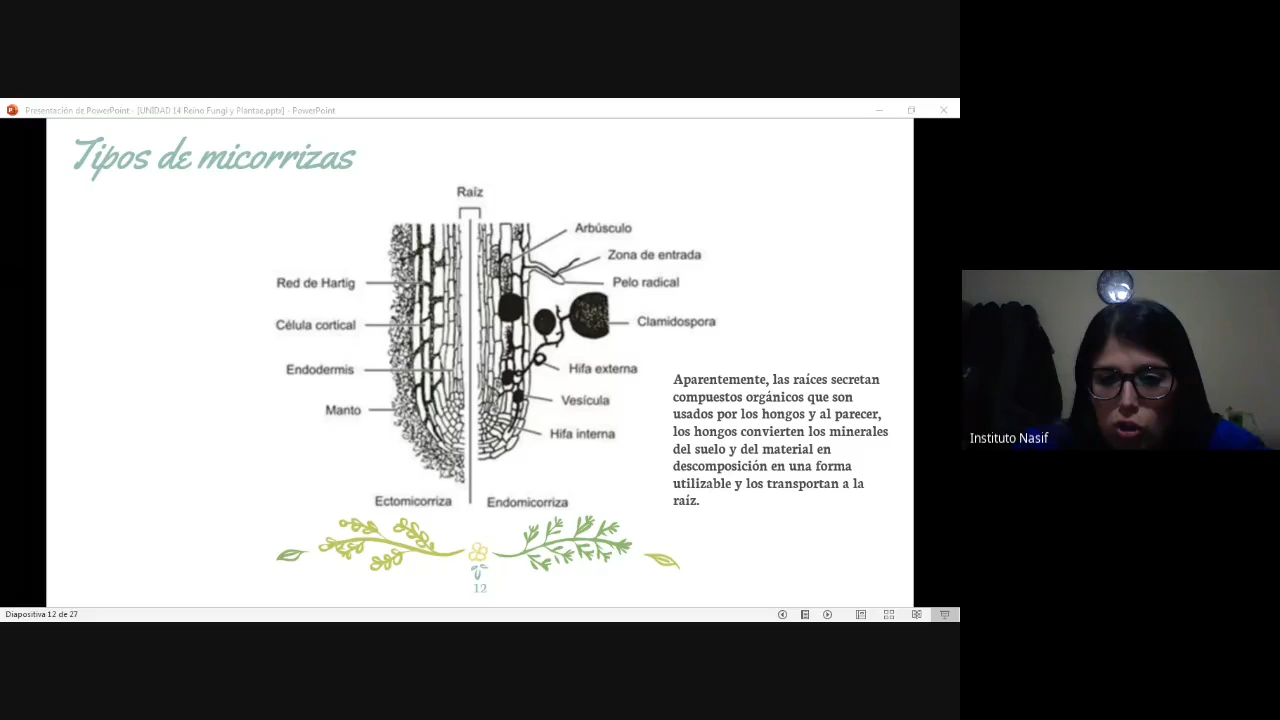 Presentación de PowerPoint - [UNIDAD 14 Reino Fungi y Plantae.pptx] - PowerPoint
Tipos de micorrizas
Raíz
Arbúsculo
Zona de entrada
Red de Hartig
Pelo radical
Célula cortical
Clamidospora
Endodermis
Hifa externa
Manto
Vesícula
Hifa interna
Ectomicorriza
Endomicorriza
Aparentemente, las raíces secretan
compuestos orgánicos que son
usados por los hongos y al parecer,
los hongos convierten los minerales
del suelo y del material en
descomposición en una forma
utilizable y los transportan a la
raíz.
12
Diapositiva 12 de 27
Instituto Nasif